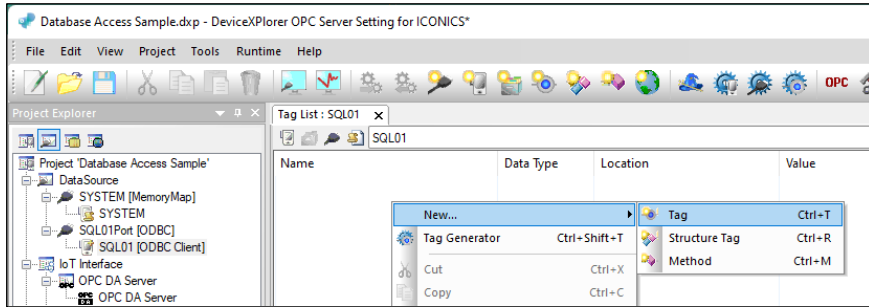 Database Access Sample.dxp - DeviceXPlorer OPC Server Setting for ICONICS*
File Edit View Project Tools Runtime Help
OPC
Project Explorer
Tag List : SQL01 x
SQL01
Name Data Type Location Value
Project 'Database Access Sample'
DataSource
SYSTEM [MemoryMap]
SYSTEM
SQL01Port [ODBC]
SQL01 [ODBC Client]
IoT Interface
OPC DA Server
OPC DA Server
New...
Tag Generator Ctrl+Shift+T
Cut Ctrl+X
Copy Ctrl+C
Tag Ctrl+T
Structure Tag Ctrl+R
Method Ctrl+M